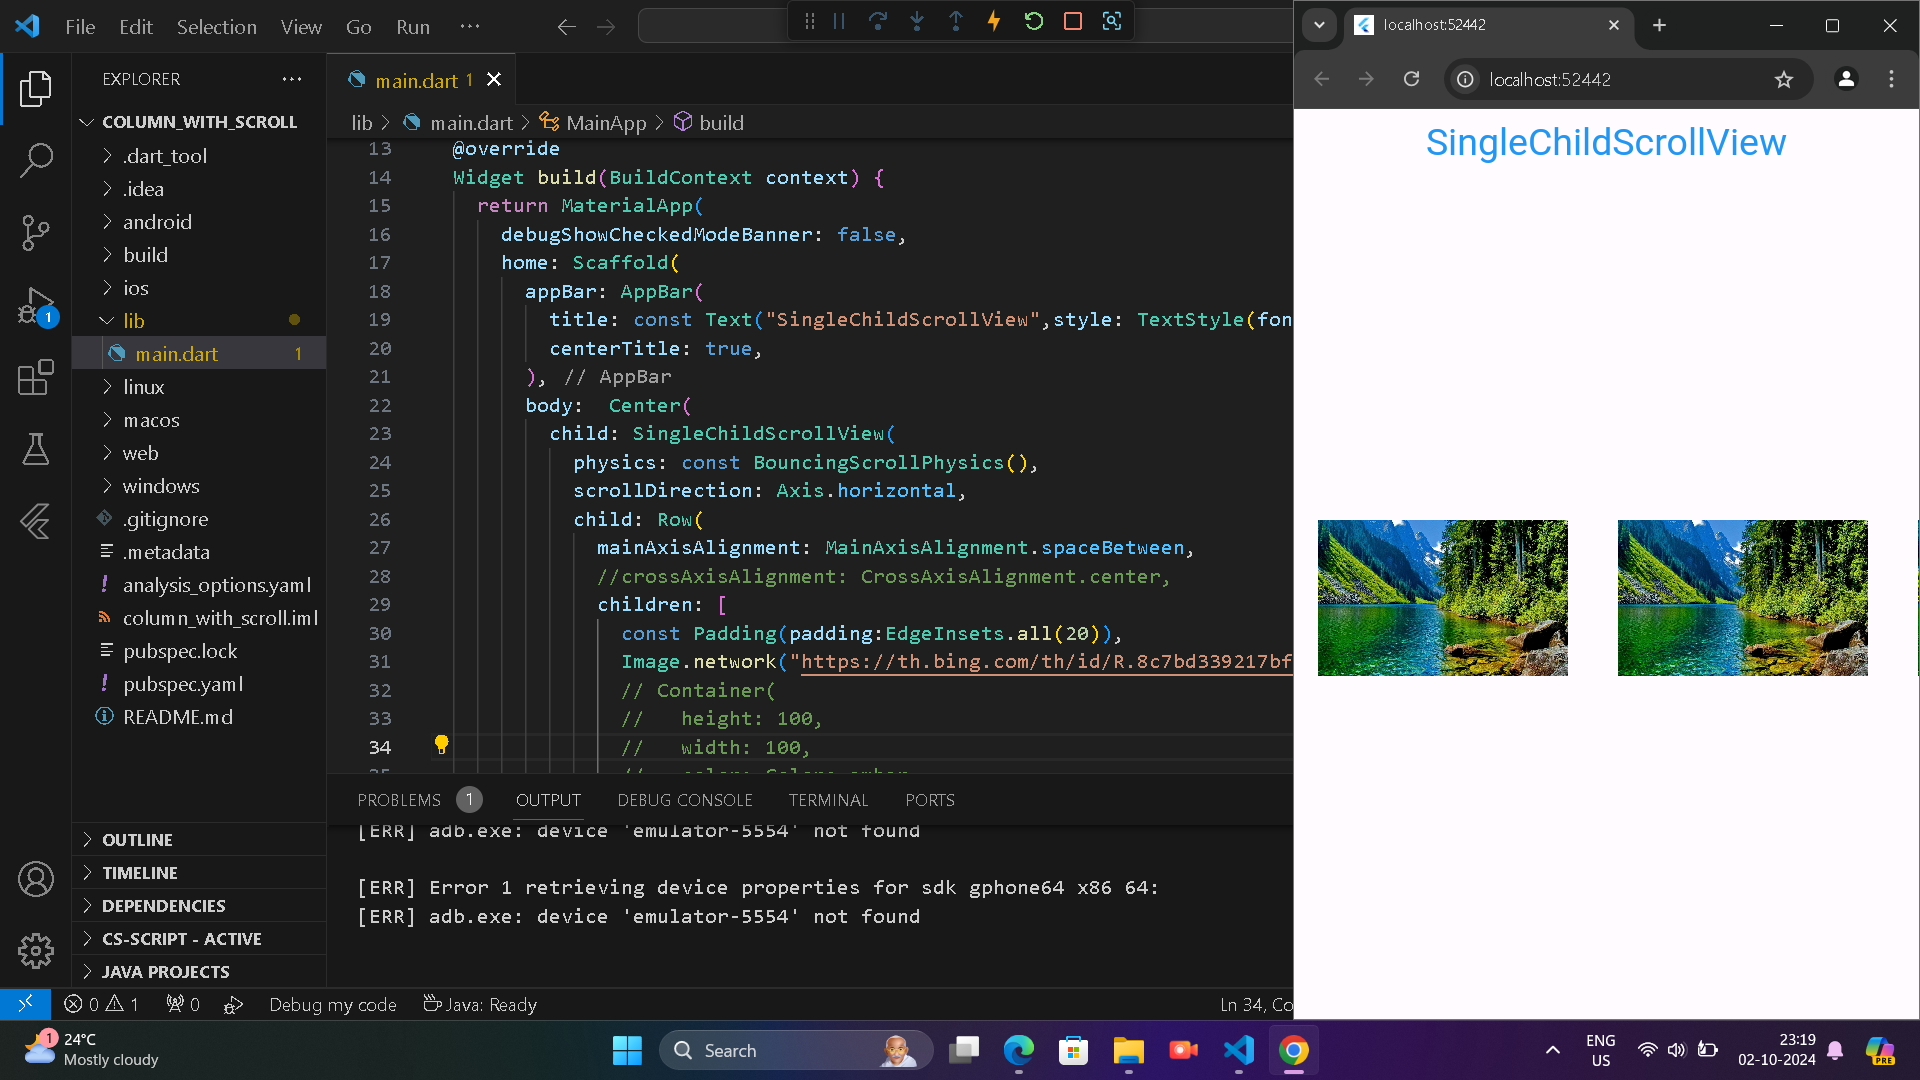 File Edit Selection View Go Run ...
EXPLORER ...
COLUMN_WITH_SCROLL
.dart_tool
.idea
android
build
ios
lib
main.dart 1
linux
macos
web
windows
.gitignore
.metadata
analysis_options.yaml
column_with_scroll.iml
pubspec.lock
pubspec.yaml
README.md
OUTLINE
TIMELINE
DEPENDENCIES
CS-SCRIPT - ACTIVE
JAVA PROJECTS
1
main.dart 1
lib > main.dart > MainApp > build
13 @override
14 Widget build(BuildContext context) {
15 return MaterialApp(
16 debugShowCheckedModeBanner: false,
17 home: Scaffold(
18 appBar: AppBar(
19 title: const Text("SingleChildScrollView",style: TextStyle(fon
20 centerTitle: true,
21 ), // AppBar
22 body:  Center(
23 child: SingleChildScrollView(
24 physics: const BouncingScrollPhysics(),
25 scrollDirection: Axis.horizontal,
26 child: Row(
27 mainAxisAlignment: MainAxisAlignment.spaceBetween,
28 //crossAxisAlignment: CrossAxisAlignment.center,
29 children: [
30 const Padding(padding:EdgeInsets.all(20)),
31 Image.network("https://th.bing.com/th/id/R.8c7bd339217bf
32 // Container(
33 //   height: 100,
34 //   width: 100,
PROBLEMS 1 OUTPUT DEBUG CONSOLE TERMINAL PORTS
[ERR] adb.exe: device 'emulator-5554' not found
[ERR] Error 1 retrieving device properties for sdk gphone64 x86 64:
[ERR] adb.exe: device 'emulator-5554' not found
0 1 0 Debug my code Java: Ready Ln 34, Co
localhost:52442
localhost:52442
SingleChildScrollView
1 24°C
Mostly cloudy
Search
ENG
US
23:19
02-10-2024
PRE